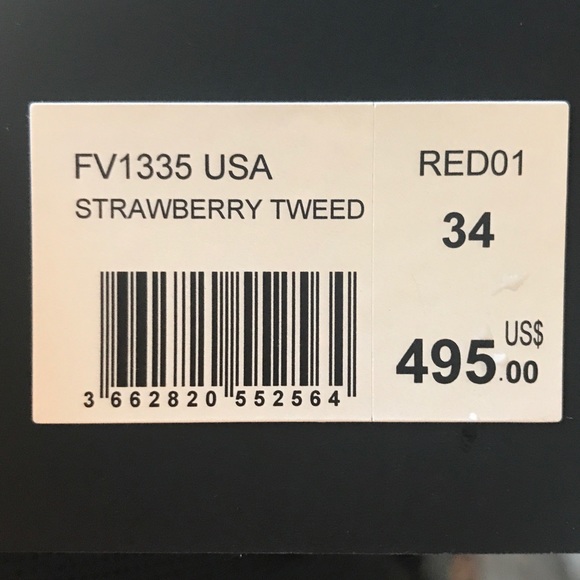 FV1335 USA
STRAWBERRY TWEED
3 662820 552564
RED01
34
US$
495.00